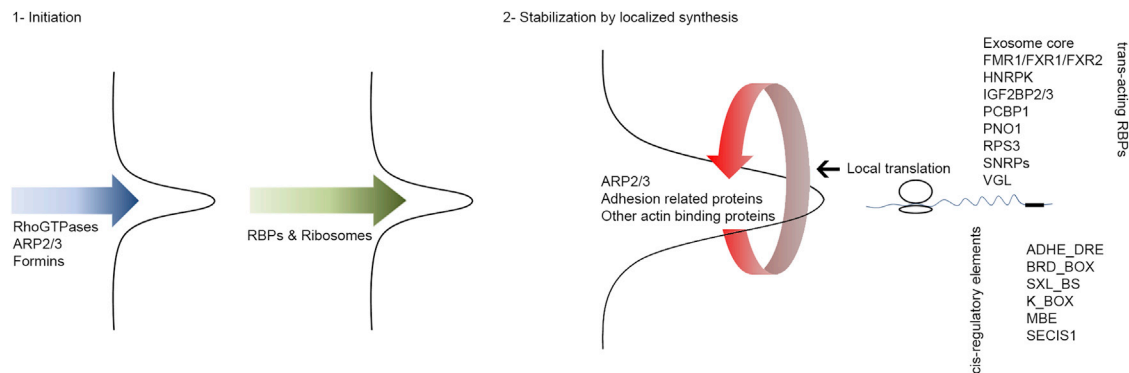 1- Initiation
RhoGTPases
ARP2/3
Formins
RBPs & Ribosomes
2- Stabilization by localized synthesis
ARP2/3
Adhesion related proteins
Other actin binding proteins
Local translation
Exosome core
FMR1/FXR1/FXR2
HNRPK
IGF2BP2/3
PCBP1
PNO1
RPS3
SNRPs
VGL
trans-acting RBPs
cis-regulatory elements
ADHE_DRE
BRD_BOX
SXL_BS
K_BOX
MBE
SECIS1